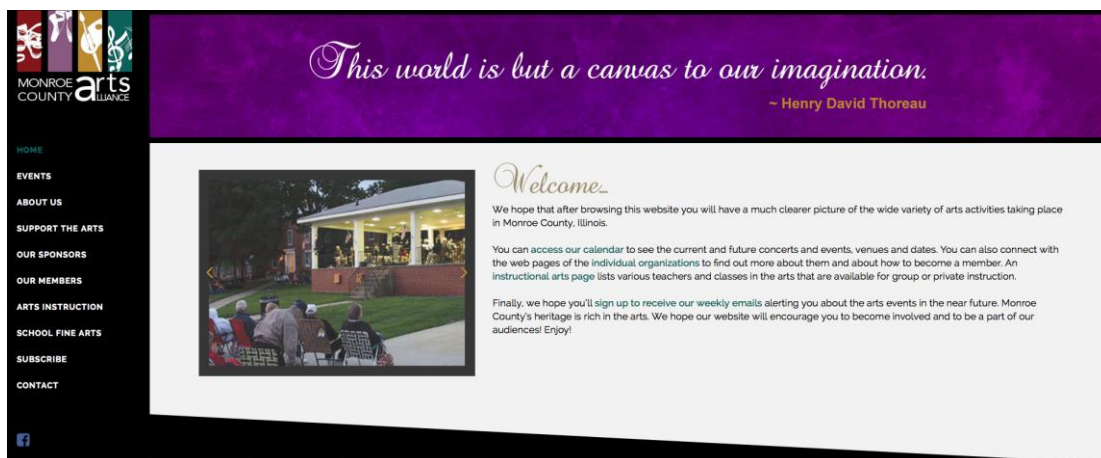 MONROE arts
COUNTY ALLIANCE
This world is but a canvas to our imagination.
~ Henry David Thoreau
HOME
EVENTS
ABOUT US
SUPPORT THE ARTS
OUR SPONSORS
OUR MEMBERS
ARTS INSTRUCTION
SCHOOL FINE ARTS
SUBSCRIBE
CONTACT
Welcome...
We hope that after browsing this website you will have a much clearer picture of the wide variety of arts activities taking place
in Monroe County, Illinois.
You can access our calendar to see the current and future concerts and events, venues and dates. You can also connect with
the web pages of the individual organizations to find out more about them and about how to become a member. An
instructional arts page lists various teachers and classes in the arts that are available for group or private instruction.
Finally, we hope you'll sign up to receive our weekly emails alerting you about the arts events in the near future. Monroe
County's heritage is rich in the arts. We hope our website will encourage you to become involved and to be a part of our
audiences! Enjoy!